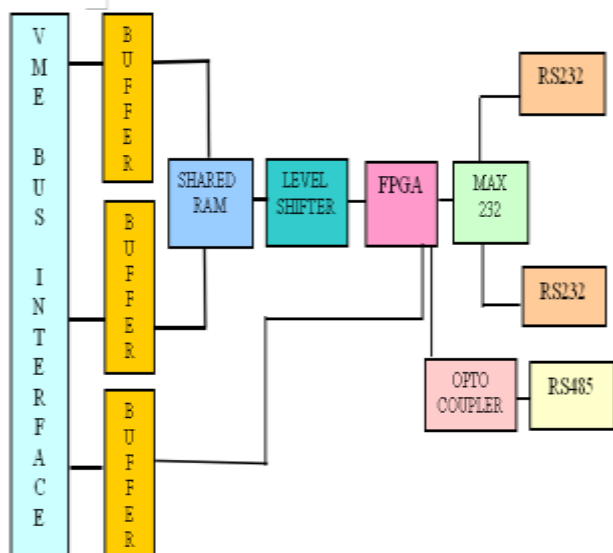 VME BUS INTERFACE
BUFFER
BUFFER
BUFFER
SHARED
RAM
LEVEL
SHIFTER
FPGA
MAX
232
RS232
RS232
OPTO
COUPLER
RS485